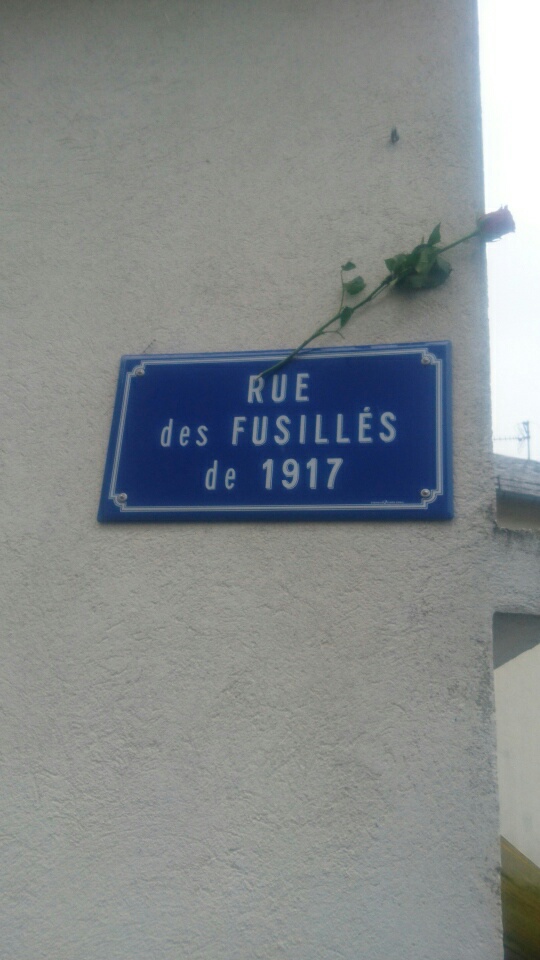 RUE
des FUSILLÉS
de 1917